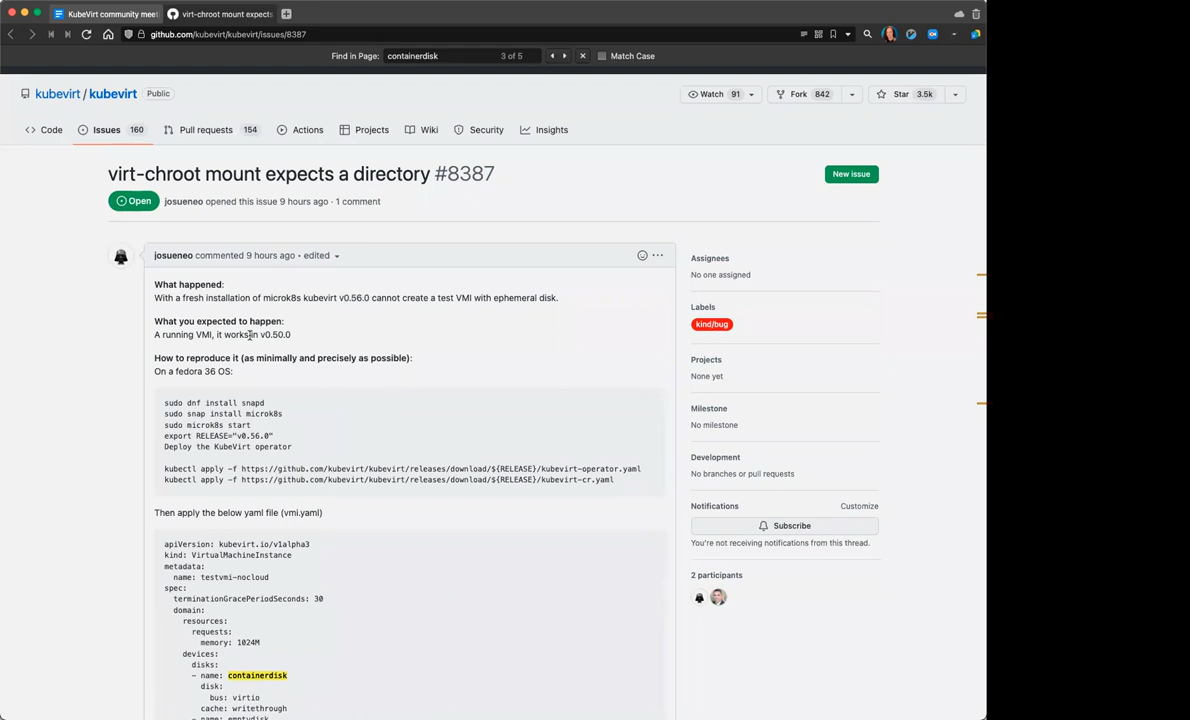 KubeVirt community meet
virt-chroot mount expects
github.com/kubevirt/kubevirt/issues/8387
Find in Page: containerdisk 3 of 5 Match Case
kubevirt / kubevirt Public
Watch 91 Fork 842 Star 3.5k
Code Issues 160 Pull requests 154 Actions Projects Wiki Security Insights
virt-chroot mount expects a directory #8387
New issue
Open josueneo opened this issue 9 hours ago · 1 comment
josueneo commented 9 hours ago • edited
What happened:
With a fresh installation of microk8s kubevirt v0.56.0 cannot create a test VMI with ephemeral disk.
What you expected to happen:
A running VMI, it works in v0.50.0
How to reproduce it (as minimally and precisely as possible):
On a fedora 36 OS:
sudo dnf install snapd
sudo snap install microk8s
sudo microk8s start
export RELEASE="v0.56.0"
Deploy the KubeVirt operator
kubectl apply -f https://github.com/kubevirt/kubevirt/releases/download/${RELEASE}/kubevirt-operator.yaml
kubectl apply -f https://github.com/kubevirt/kubevirt/releases/download/${RELEASE}/kubevirt-cr.yaml
Then apply the below yaml file (vmi.yaml)
apiVersion: kubevirt.io/v1alpha3
kind: VirtualMachineInstance
metadata:
name: testvmi-nocloud
spec:
terminationGracePeriodSeconds: 30
domain:
resources:
requests:
memory: 1024M
devices:
disks:
- name: containerdisk
disk:
bus: virtio
cache: writethrough
- name: emptydisk
Assignees
No one assigned
Labels
kind/bug
Projects
None yet
Milestone
No milestone
Development
No branches or pull requests
Notifications Customize
Subscribe
You're not receiving notifications from this thread.
2 participants